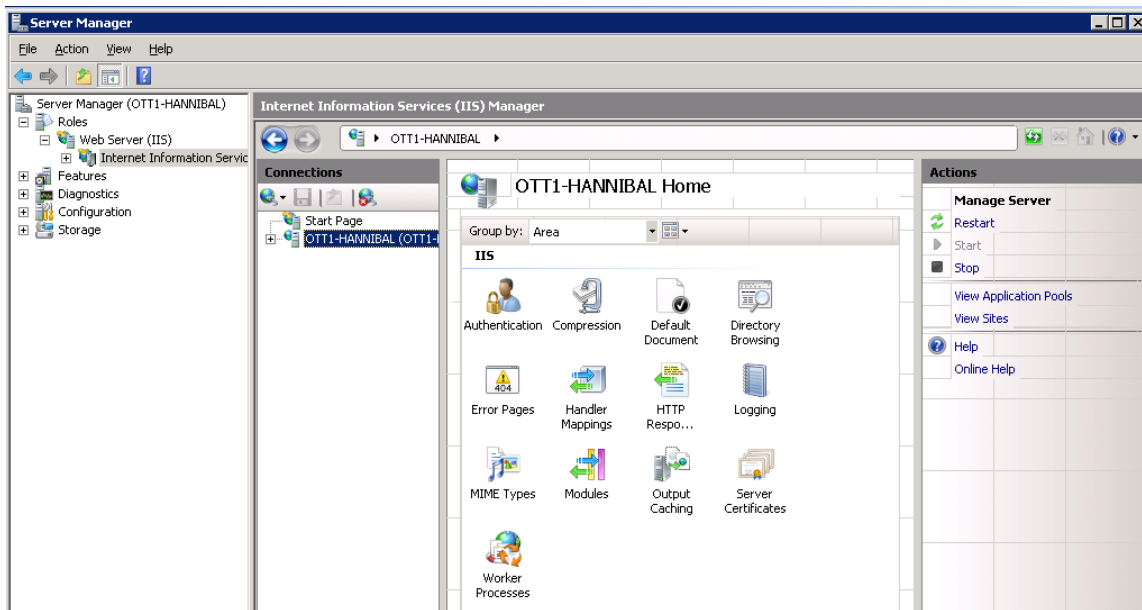 Server Manager
File Action View Help
Server Manager (OTT1-HANNIBAL)
Roles
Web Server (IIS)
Internet Information Servic
Features
Diagnostics
Configuration
Storage
Internet Information Services (IIS) Manager
OTT1-HANNIBAL
Connections
Start Page
OTT1-HANNIBAL (OTT1-
OTT1-HANNIBAL Home
Group by: Area
IIS
Authentication Compression Default Document Directory Browsing
404
Error Pages Handler Mappings HTTP Respo... Logging
MIME Types Modules Output Caching Server Certificates
Worker Processes
Actions
Manage Server
Restart
Start
Stop
View Application Pools
View Sites
Help
Online Help